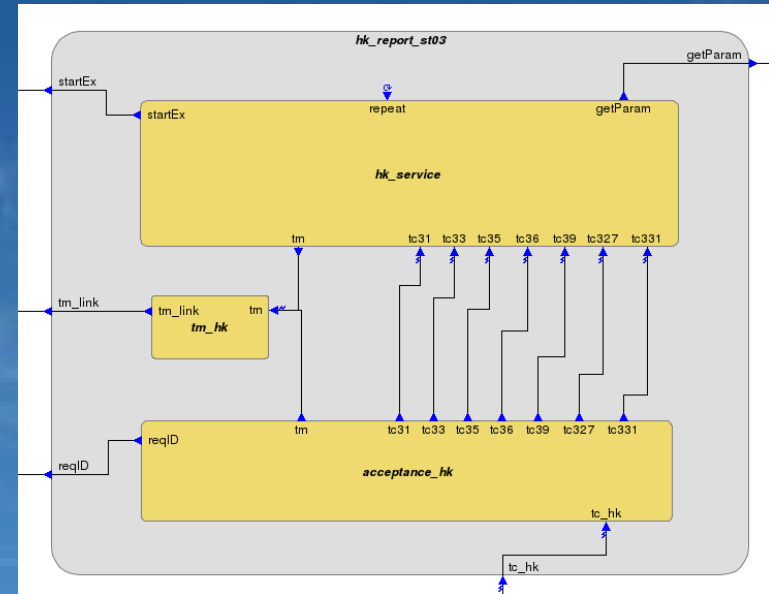 hk_report_st03
getParam
startEx
startEx
repeat
getParam
hk_service
tm
tc31
tc33
tc35
tc36
tc39
tc327
tc331
tm_link
tm_link
tm
tm_hk
tm
tc31
tc33
tc35
tc36
tc39
tc327
tc331
reqID
reqID
acceptance_hk
tc_hk
tc_hk